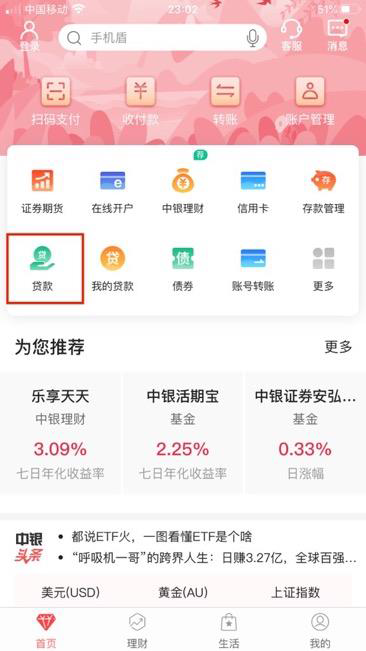 中国移动 23:02 51%
登录 手机盾 客服 消息
扫码支付 收付款 转账 账户管理
荐
存
证券期货 在线开户 中银理财 信用卡 存款管理
贷 贷 债
贷款 我的贷款 债券 账号转账 更多
为您推荐 更多
乐享天天 中银活期宝 中银证券安弘...
中银理财 基金 基金
3.09% 2.25% 0.33%
七日年化收益率 七日年化收益率 日涨幅
中银头条
• 都说ETF火，一图看懂ETF是个啥
• “呼吸机一哥”的跨界人生：日赚3.27亿，全球百强...
美元(USD) 黄金(AU) 上证指数
首页 理财 生活 我的